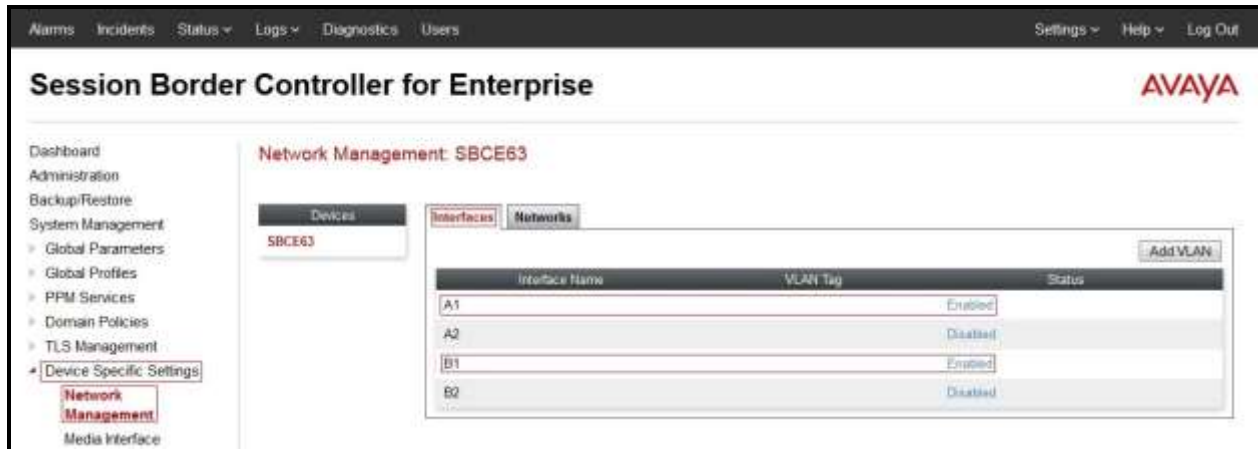 Alarms Incidents Status Logs Diagnostics Users Settings Help Log Out
Session Border Controller for Enterprise
AVAYA
Dashboard
Administration
Backup/Restore
System Management
Global Parameters
Global Profiles
PPM Services
Domain Policies
TLS Management
Device Specific Settings
Network
Management
Media Interface
Network Management: SBCE63
Devices
SBCE63
Interfaces Networks
Add VLAN
Interface Name VLAN Tag Status
A1 Enabled
A2 Disabled
B1 Enabled
B2 Disabled